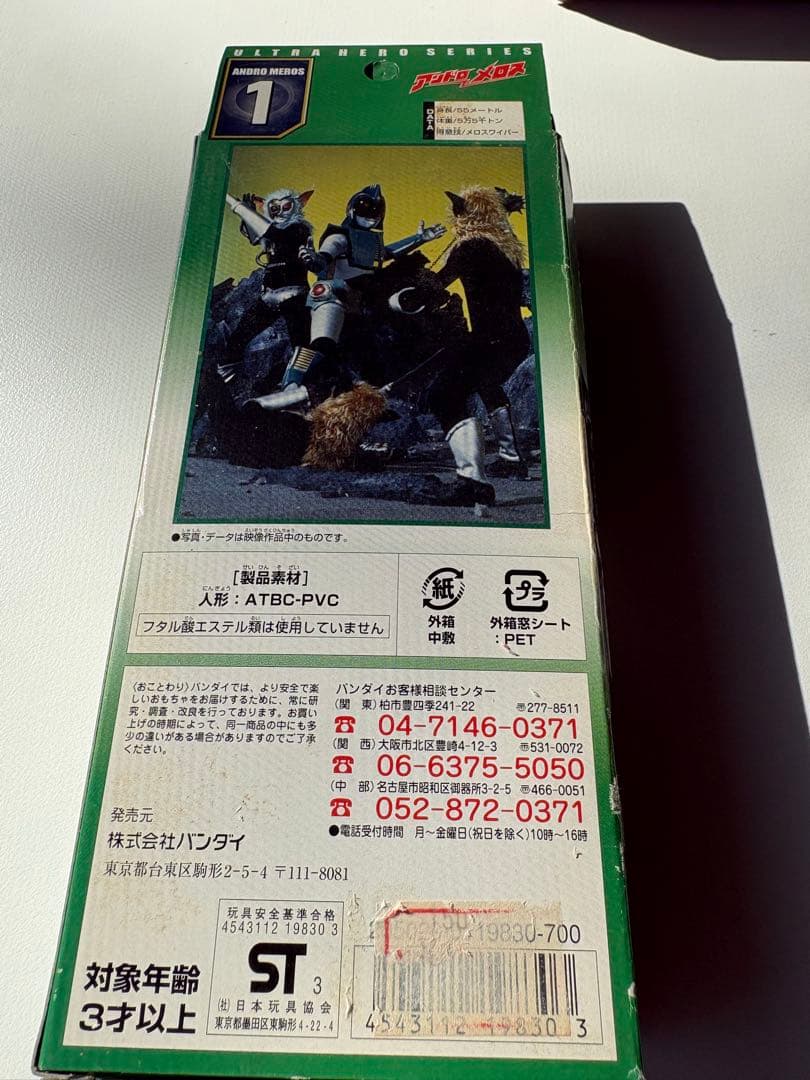 ULTRA HERO SERIES
ANDRO MEROS
1
アンドロメロス
DATA
身長/55メートル
体重/5万5千トン
得意技/メロスワイパー
●写真・データは映像作品中のものです。
[製品素材]
人形：ATBC-PVC
フタル酸エステル類は使用していません
紙
外箱
中敷
プラ
外箱窓シート
：PET
〈おことわり〉バンダイでは、より安全で楽
しいおもちゃをお届けするために、常に研
究・調査・改良を行っております。お買い
上げの時期によって、同一商品の中にも多
少の違いがある場合がありますのでご了承
ください。
バンダイお客様相談センター
(関　東)柏市豊四季241-22 〠277-8511
04-7146-0371
(関　西)大阪市北区豊崎4-12-3 〠531-0072
06-6375-5050
(中　部)名古屋市昭和区御器所3-2-5 〠466-0051
052-872-0371
●電話受付時間　月～金曜日(祝日を除く)10時～16時
発売元
株式会社バンダイ
東京都台東区駒形2-5-4 〒111-8081
対象年齢
3才以上
玩具安全基準合格
4543112 19830 3
ST 3
(社)日本玩具協会
東京都墨田区東駒形4-22-4
19830-700
4543112 19830 3